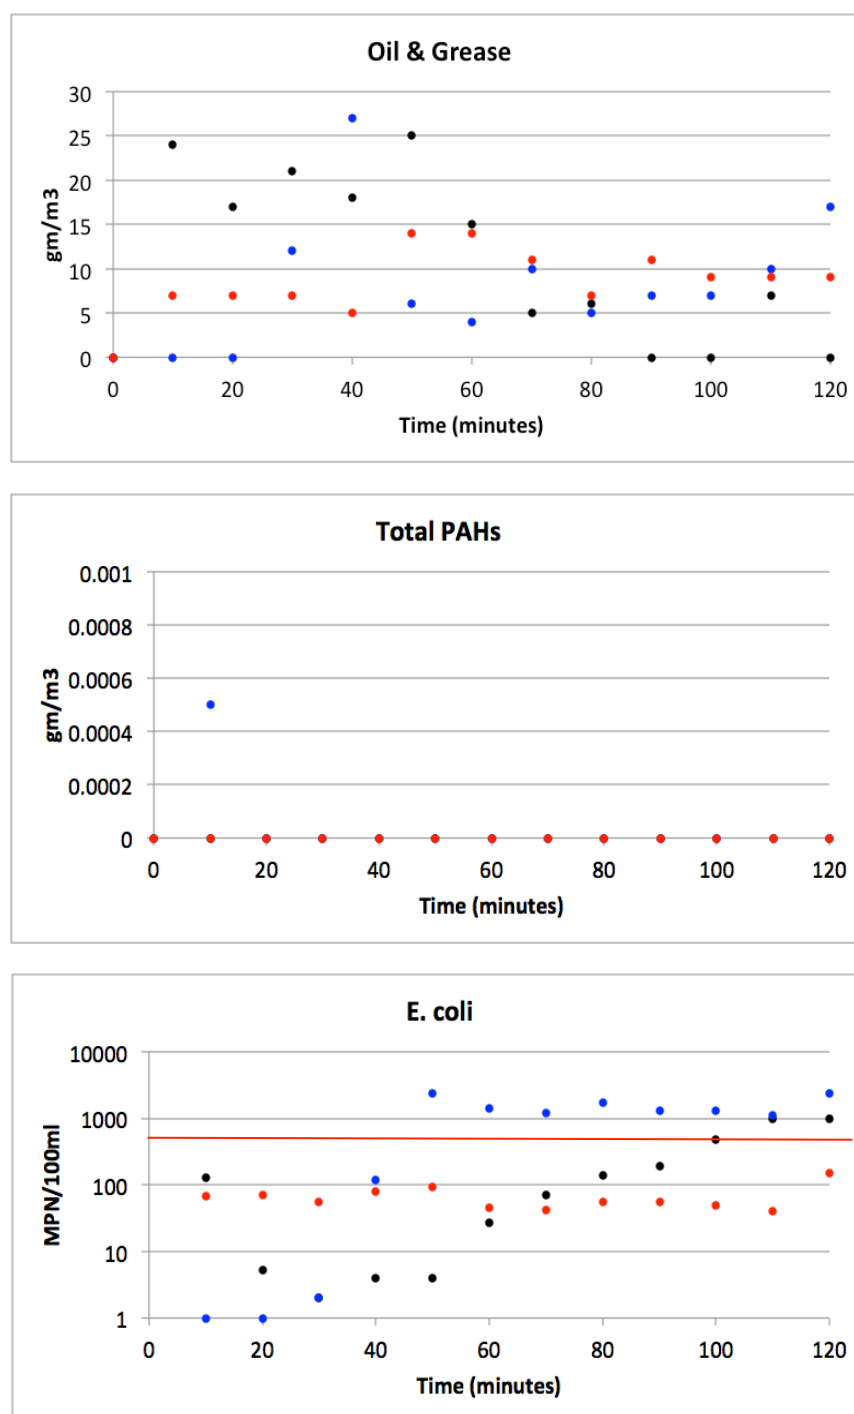 Oil & Grease
30
25
20
15
10
5
0
gm/m3
0 20 40 60 80 100 120
Time (minutes)
Total PAHs
0.001
0.0008
0.0006
0.0004
0.0002
0
gm/m3
0 20 40 60 80 100 120
Time (minutes)
E. coli
10000
1000
100
10
1
MPN/100ml
0 20 40 60 80 100 120
Time (minutes)